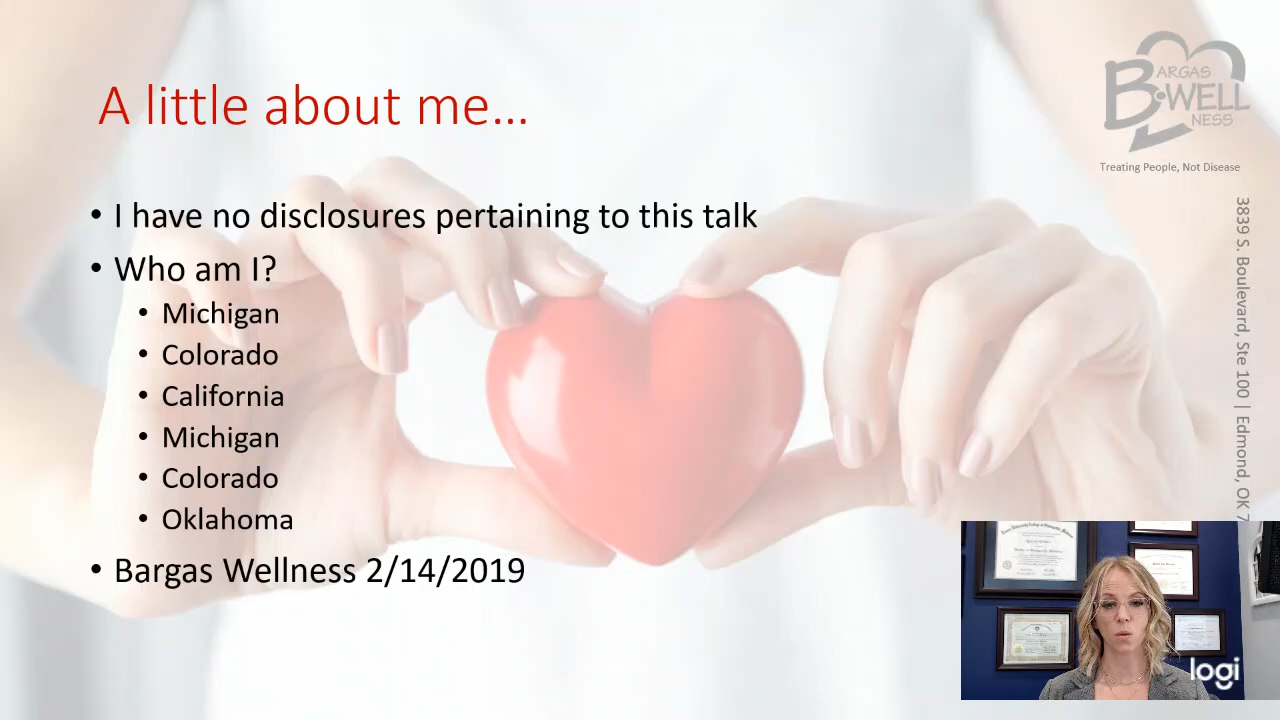 A little about me...
• I have no disclosures pertaining to this talk
• Who am I?
• Michigan
• Colorado
• California
• Michigan
• Colorado
• Oklahoma
• Bargas Wellness 2/14/2019
BARGAS
WELL
NESS
Treating People, Not Disease
3839 S. Boulevard, Ste 100 | Edmond, OK 7
logi